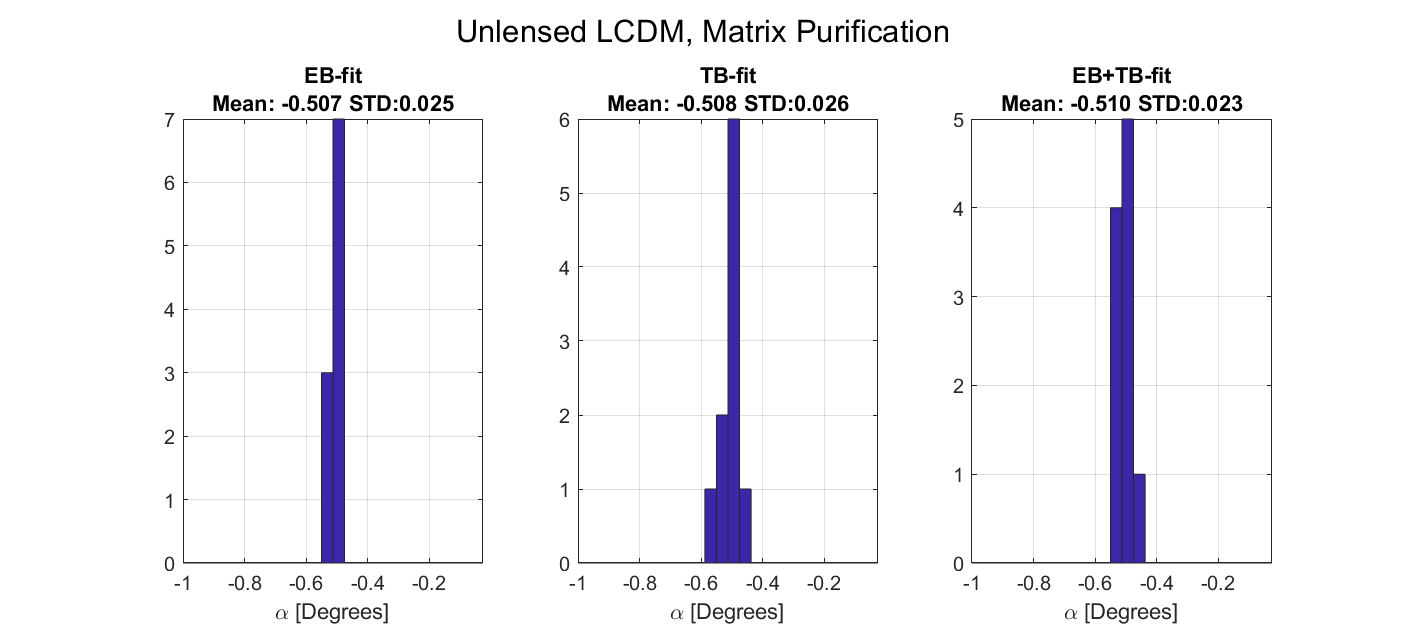 Unlensed LCDM, Matrix Purification
EB-fit
Mean: -0.507 STD:0.025
7
6
5
4
3
2
1
0
-1 -0.8 -0.6 -0.4 -0.2
α [Degrees]
TB-fit
Mean: -0.508 STD:0.026
6
5
4
3
2
1
0
-1 -0.8 -0.6 -0.4 -0.2
α [Degrees]
EB+TB-fit
Mean: -0.510 STD:0.023
5
4
3
2
1
0
-1 -0.8 -0.6 -0.4 -0.2
α [Degrees]